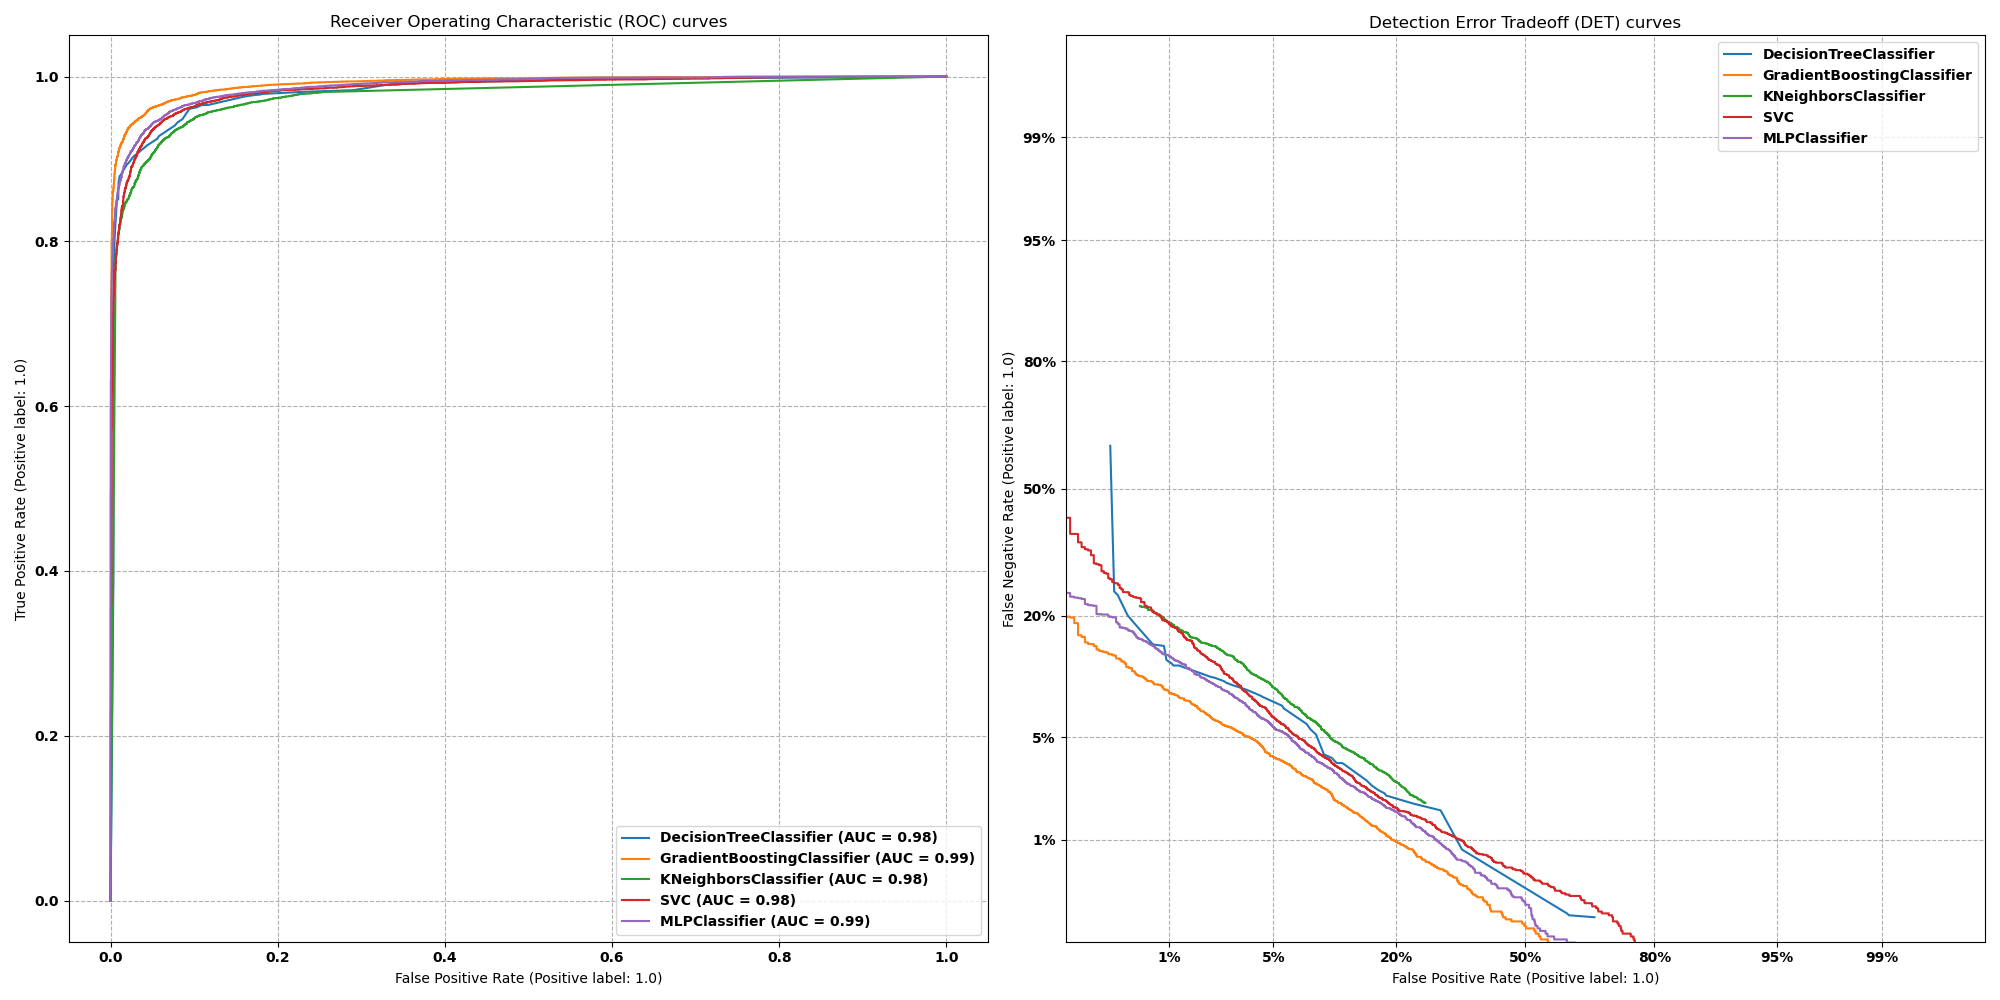 Receiver Operating Characteristic (ROC) curves
True Positive Rate (Positive label: 1.0)
1.0
0.8
0.6
0.4
0.2
0.0
DecisionTreeClassifier (AUC = 0.98)
GradientBoostingClassifier (AUC = 0.99)
KNeighborsClassifier (AUC = 0.98)
SVC (AUC = 0.98)
MLPClassifier (AUC = 0.99)
0.0 0.2 0.4 0.6 0.8 1.0
False Positive Rate (Positive label: 1.0)
Detection Error Tradeoff (DET) curves
False Negative Rate (Positive label: 1.0)
DecisionTreeClassifier
GradientBoostingClassifier
KNeighborsClassifier
SVC
MLPClassifier
99%
95%
80%
50%
20%
5%
1%
1% 5% 20% 50% 80% 95% 99%
False Positive Rate (Positive label: 1.0)